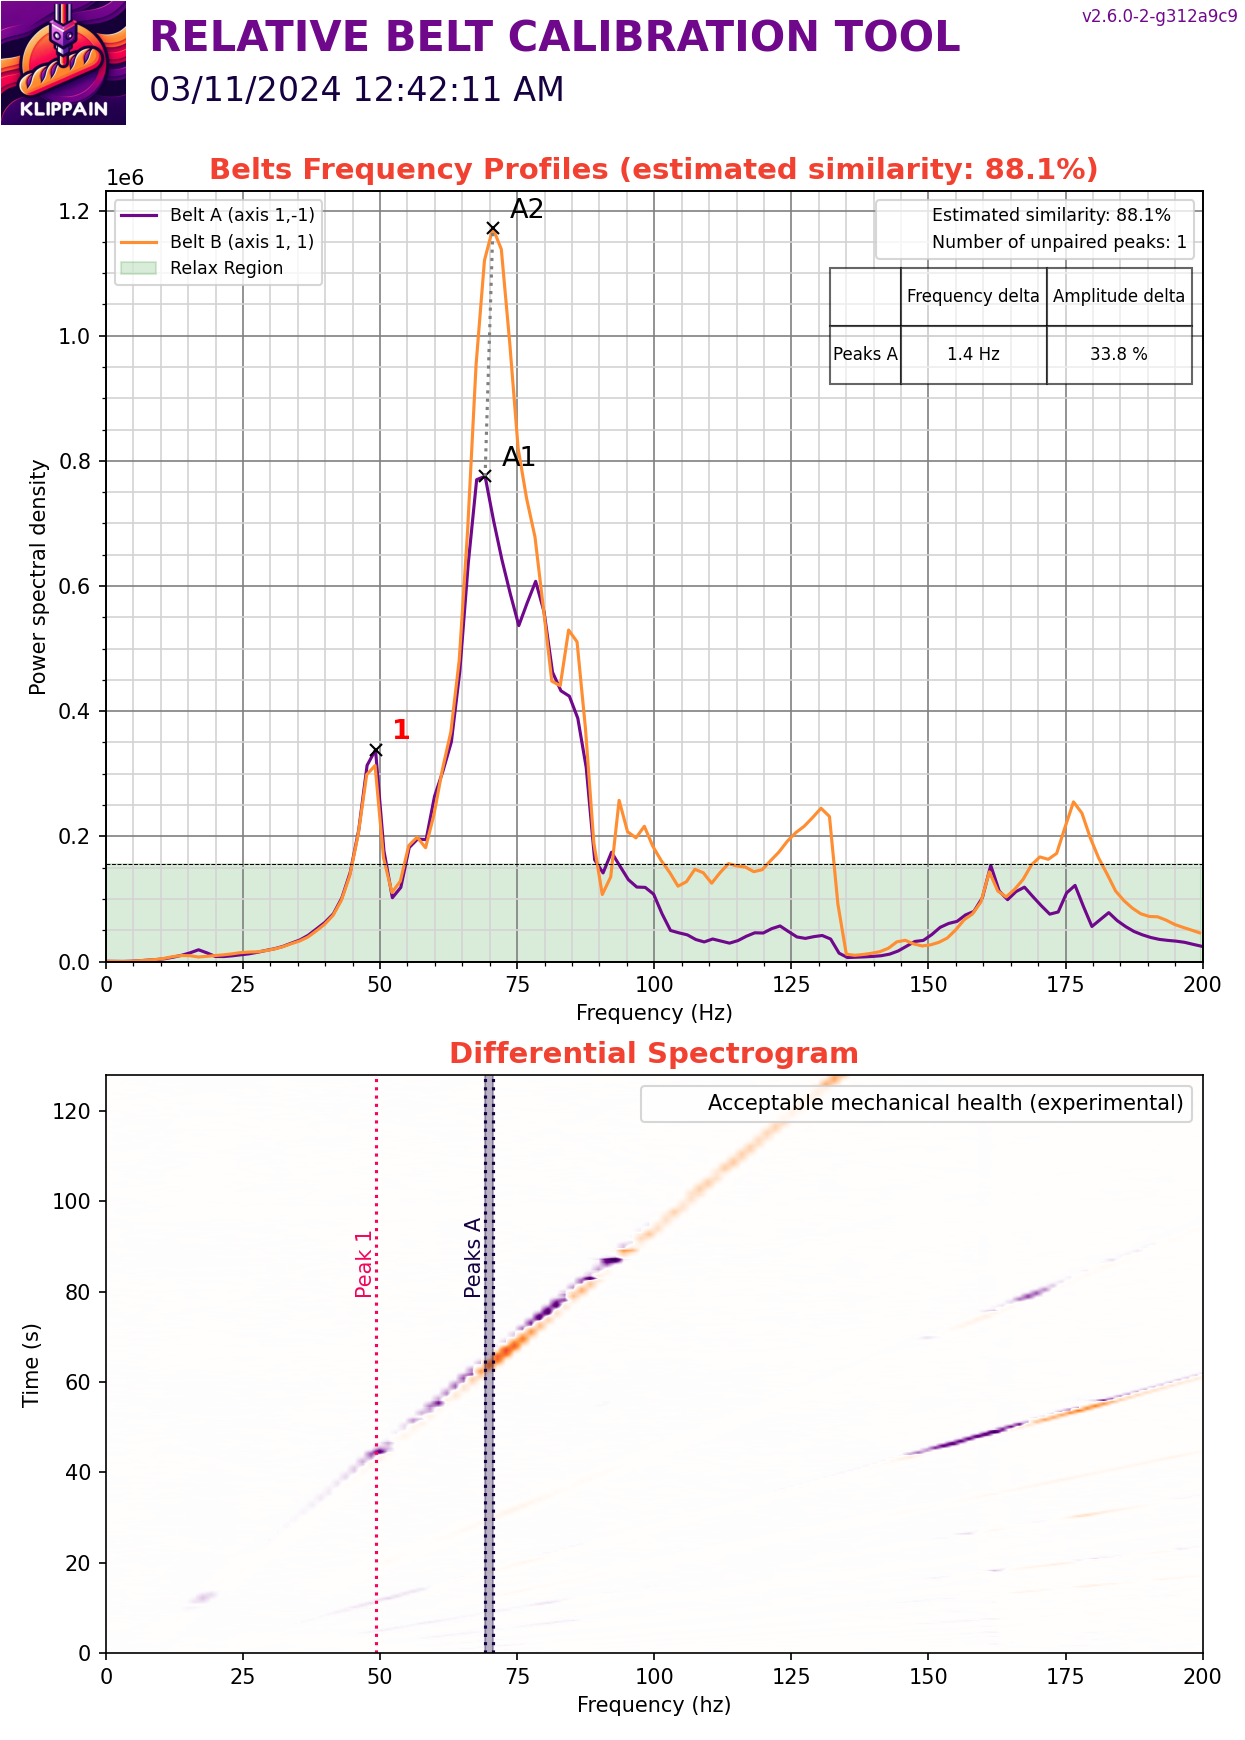 KLIPPAIN
RELATIVE BELT CALIBRATION TOOL
v2.6.0-2-g312a9c9
03/11/2024 12:42:11 AM
Belts Frequency Profiles (estimated similarity: 88.1%)
1e6
Belt A (axis 1,-1)
Belt B (axis 1, 1)
Relax Region
Estimated similarity: 88.1%
Number of unpaired peaks: 1
Frequency delta Amplitude delta
Peaks A 1.4 Hz 33.8 %
A2
A1
1
Power spectral density
1.2
1.0
0.8
0.6
0.4
0.2
0.0
0 25 50 75 100 125 150 175 200
Frequency (Hz)
Differential Spectrogram
Acceptable mechanical health (experimental)
Peak 1
Peaks A
Time (s)
120
100
80
60
40
20
0
0 25 50 75 100 125 150 175 200
Frequency (hz)